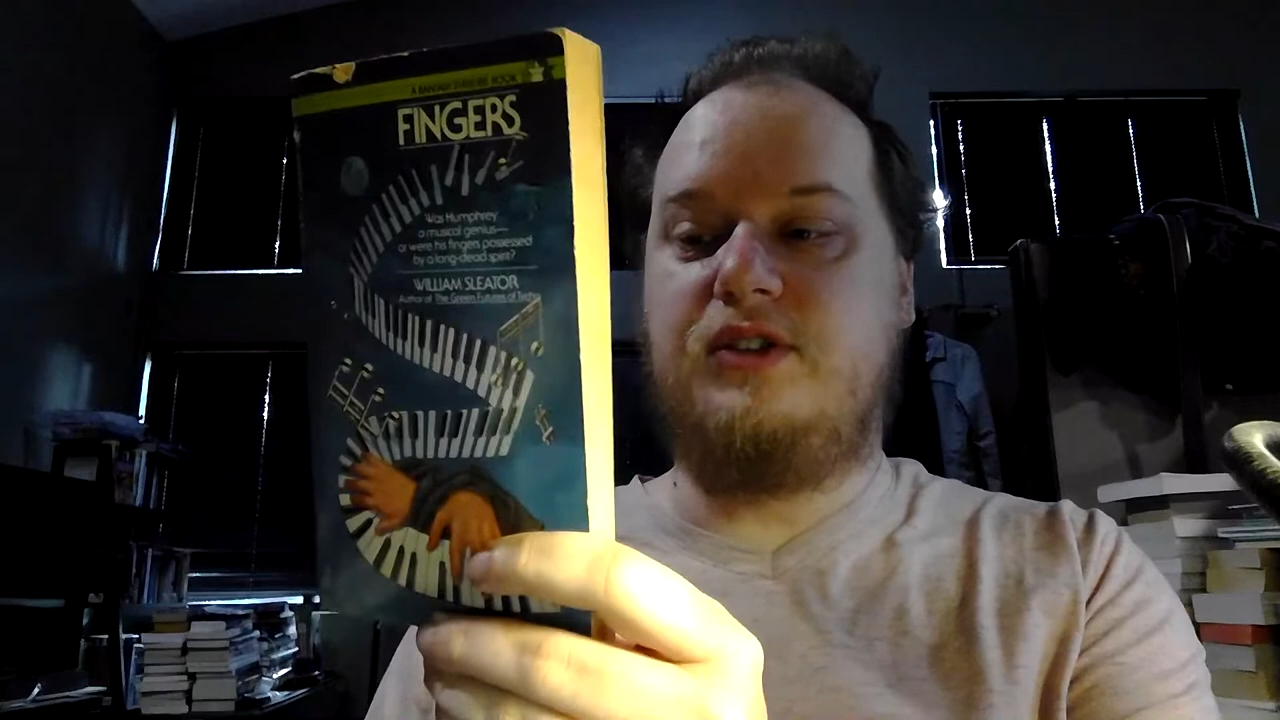 A BANTAM STARFIRE BOOK
FINGERS
Was Humphrey
a musical genius—
or were his fingers possessed
by a long-dead spirit?
WILLIAM SLEATOR
Author of The Green Futures of Tycho